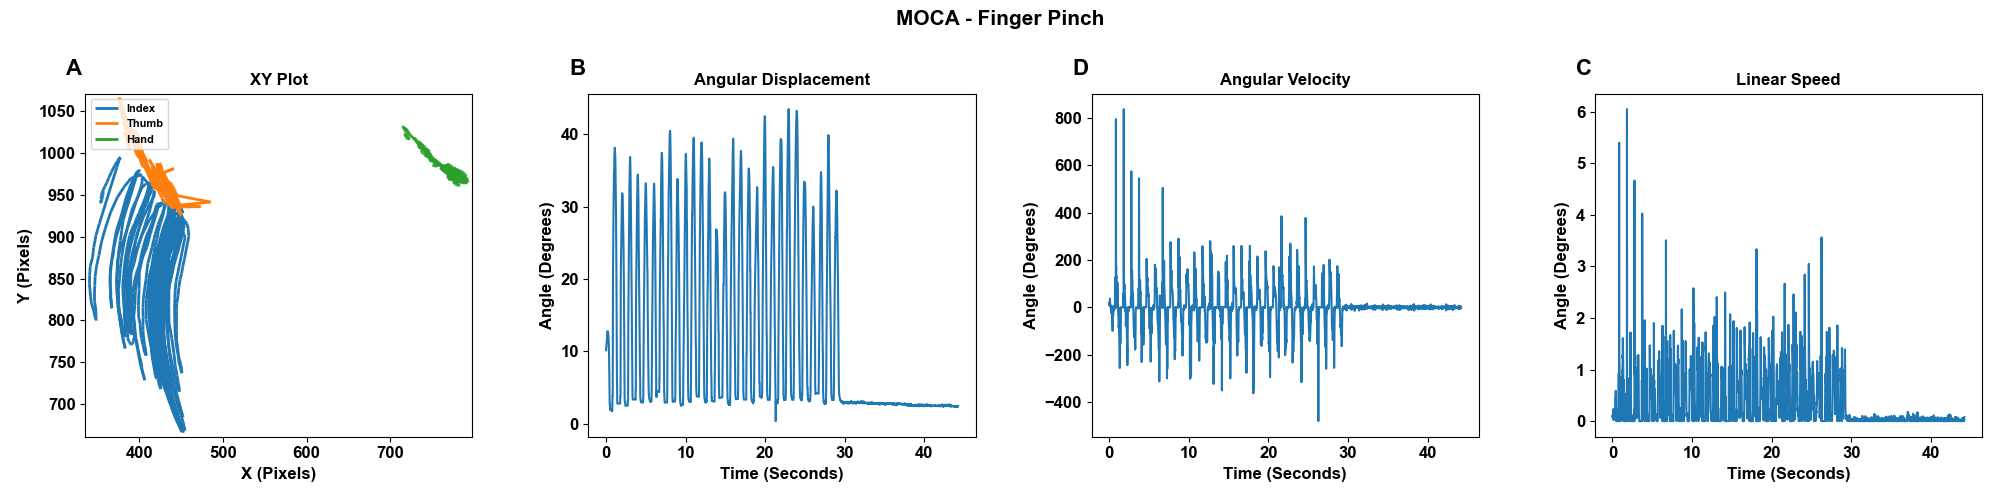 MOCA - Finger Pinch
A
XY Plot
Index
Thumb
Hand
1050
1000
950
900
850
800
750
700
Y (Pixels)
400
500
600
700
X (Pixels)
B
Angular Displacement
40
30
20
10
0
Angle (Degrees)
0
10
20
30
40
Time (Seconds)
D
Angular Velocity
800
600
400
200
0
−200
−400
Angle (Degrees)
0
10
20
30
40
Time (Seconds)
C
Linear Speed
6
5
4
3
2
1
0
Angle (Degrees)
0
10
20
30
40
Time (Seconds)